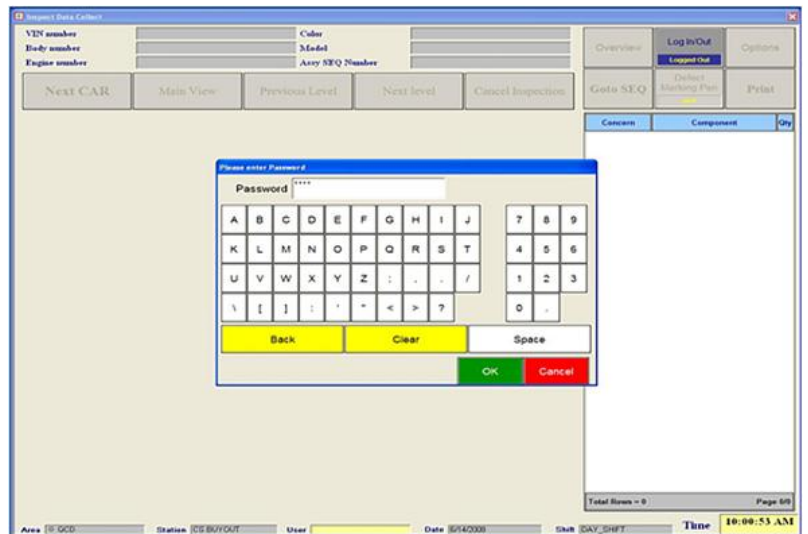 Inspect Data Collect
VIN number Color
Body number Model
Engine number Assy SEQ Number
Overview Log In/Out Options
Logged Out
Next CAR Main View Previous Level Next level Cancel Inspection Goto SEQ Defect Marking Pen Print
Concern Component Qty
Please enter Password
Password ****
A B C D E F G H I J 7 8 9
K L M N O P Q R S T 4 5 6
U V W X Y Z / 1 2 3
\ [ ] < > ? 0 .
Back Clear Space
OK Cancel
Total Rows = 0 Page 0/0
Area GCD Station CS BUYOUT User Date 6/14/2008 Shift DAY_SHIFT Time 10:00:53 AM